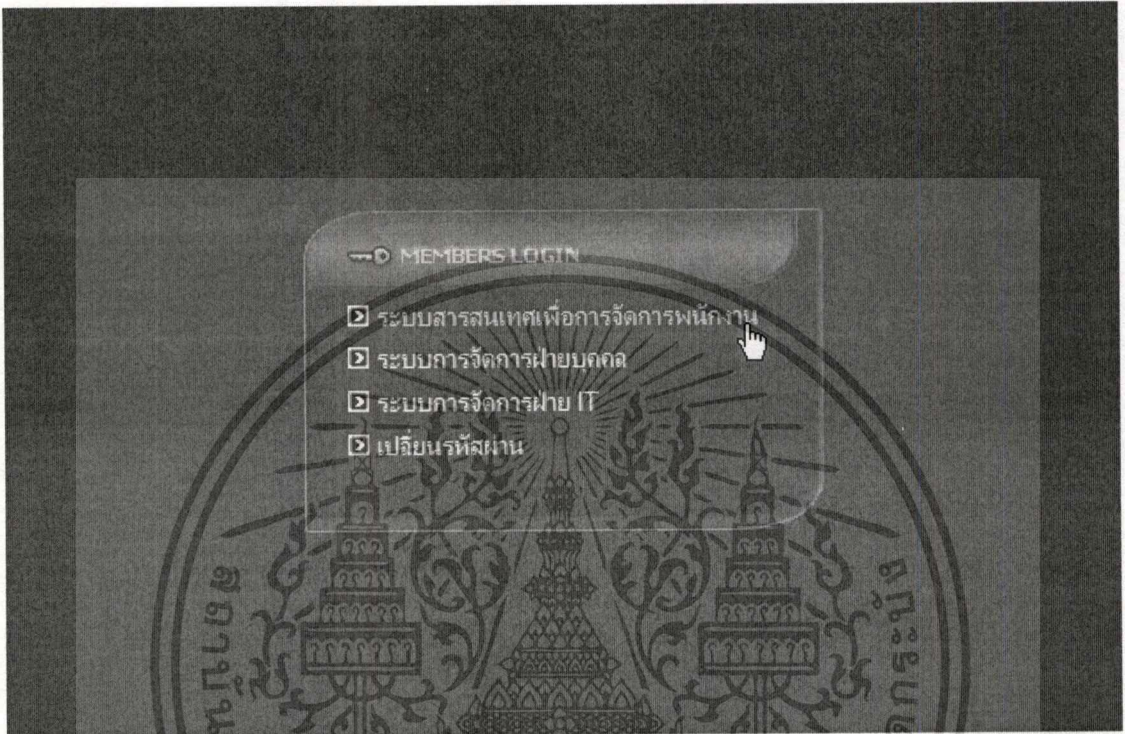 MEMBERS LOGIN
ระบบสารสนเทศเพื่อการจัดการพนักงาน
ระบบการจัดการฝ่ายบุคคล
ระบบการจัดการฝ่าย IT
เปลี่ยนรหัสผ่าน